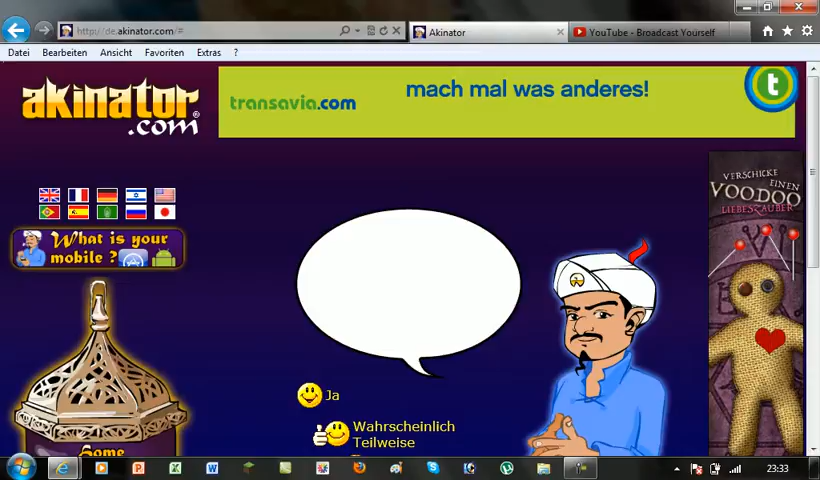 http://de.akinator.com/#
Akinator
YouTube - Broadcast Yourself
Datei Bearbeiten Ansicht Favoriten Extras ?
akinator®
.com
transavia.com
mach mal was anderes!
t
VERSCHICKE
EINEN
VOODOO
LIEBESZAUBER
What is your
mobile ?
Ja
Wahrscheinlich
Teilweise
Some
23:33